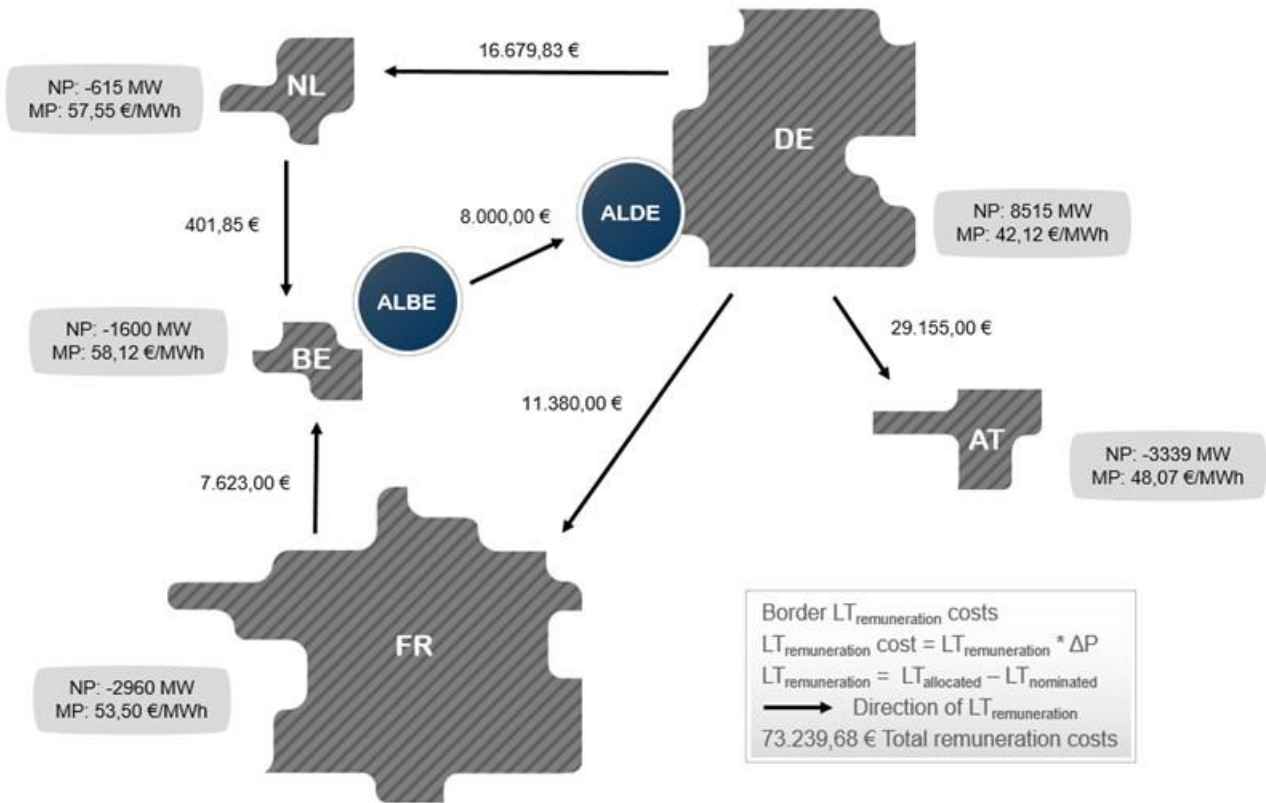 16.679,83 €
NL
NP: -615 MW
MP: 57,55 €/MWh
DE
ALDE
8.000,00 €
NP: 8515 MW
MP: 42,12 €/MWh
401,85 €
ALBE
NP: -1600 MW
MP: 58,12 €/MWh
BE
29.155,00 €
11.380,00 €
AT
NP: -3339 MW
MP: 48,07 €/MWh
7.623,00 €
FR
NP: -2960 MW
MP: 53,50 €/MWh
Border LTremuneration costs
LTremuneration cost = LTremuneration * ΔP
LTremuneration = LTallocated – LTnominated
Direction of LTremuneration
73.239,68 € Total remuneration costs